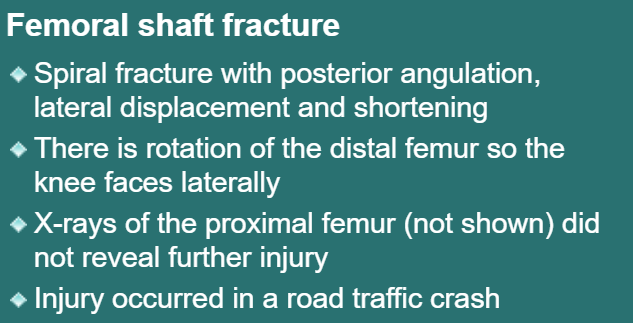 Femoral shaft fracture
Spiral fracture with posterior angulation,
lateral displacement and shortening
There is rotation of the distal femur so the
knee faces laterally
X-rays of the proximal femur (not shown) did
not reveal further injury
Injury occurred in a road traffic crash